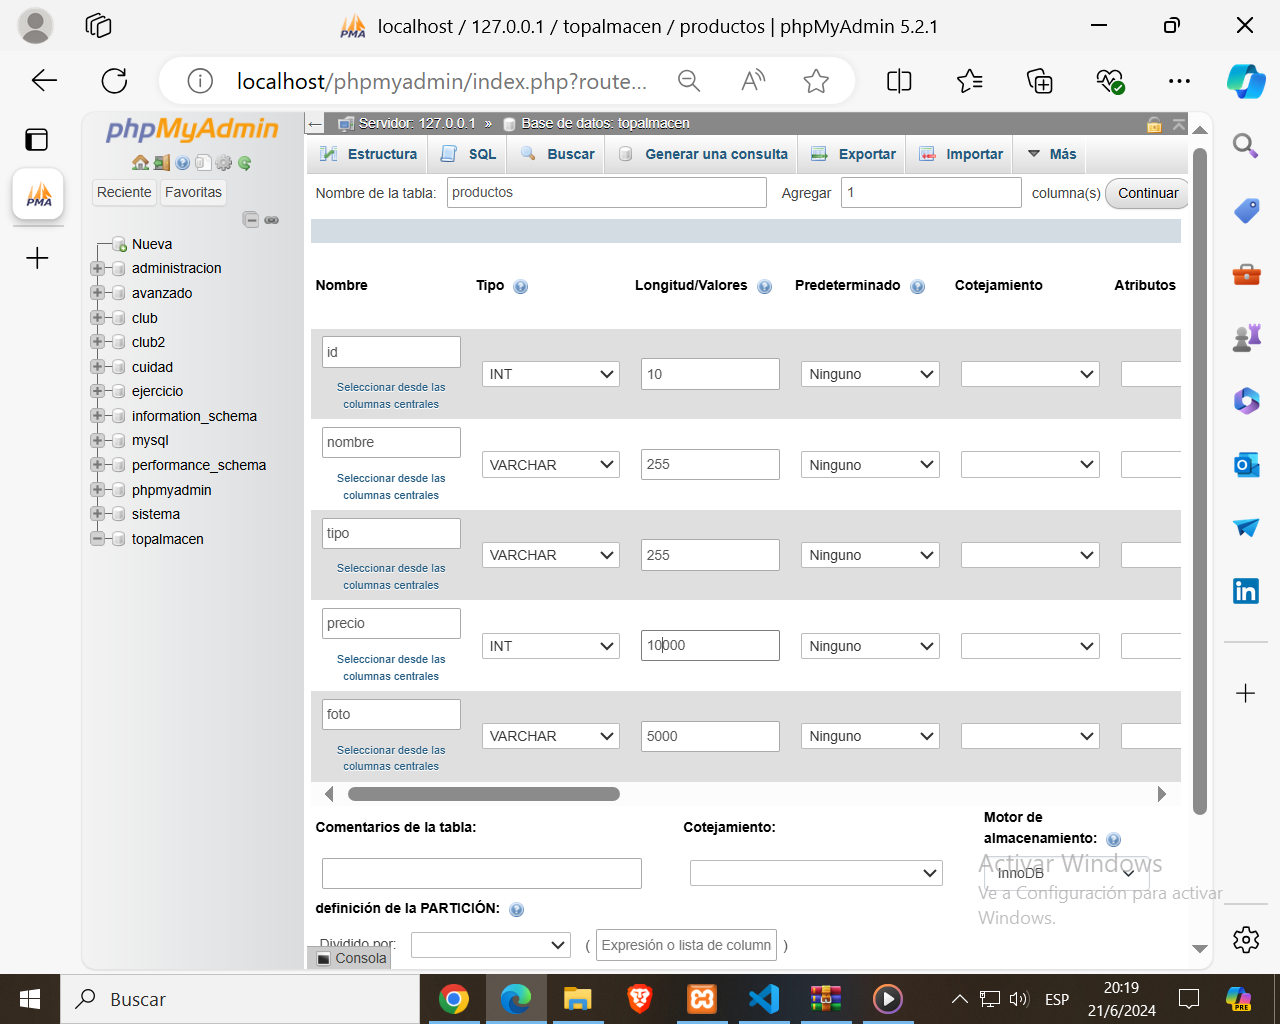 localhost / 127.0.0.1 / topalmacen / productos | phpMyAdmin 5.2.1
localhost/phpmyadmin/index.php?route...
phpMyAdmin
Reciente Favoritas
Nueva
administracion
avanzado
club
club2
cuidad
ejercicio
information_schema
mysql
performance_schema
phpmyadmin
sistema
topalmacen
Servidor: 127.0.0.1 » Base de datos: topalmacen
Estructura SQL Buscar Generar una consulta Exportar Importar Más
Nombre de la tabla: productos Agregar 1 columna(s) Continuar
Nombre Tipo Longitud/Valores Predeterminado Cotejamiento Atributos
id INT 10 Ninguno
Seleccionar desde las
columnas centrales
nombre VARCHAR 255 Ninguno
Seleccionar desde las
columnas centrales
tipo VARCHAR 255 Ninguno
Seleccionar desde las
columnas centrales
precio INT 10000 Ninguno
Seleccionar desde las
columnas centrales
foto VARCHAR 5000 Ninguno
Seleccionar desde las
columnas centrales
Comentarios de la tabla: Cotejamiento: Motor de
almacenamiento:
InnoDB
Activar Windows
Ve a Configuración para activar
Windows.
definición de la PARTICIÓN:
Dividido por: ( Expresión o lista de column )
Consola
Buscar
ESP
20:19
21/6/2024
PRE